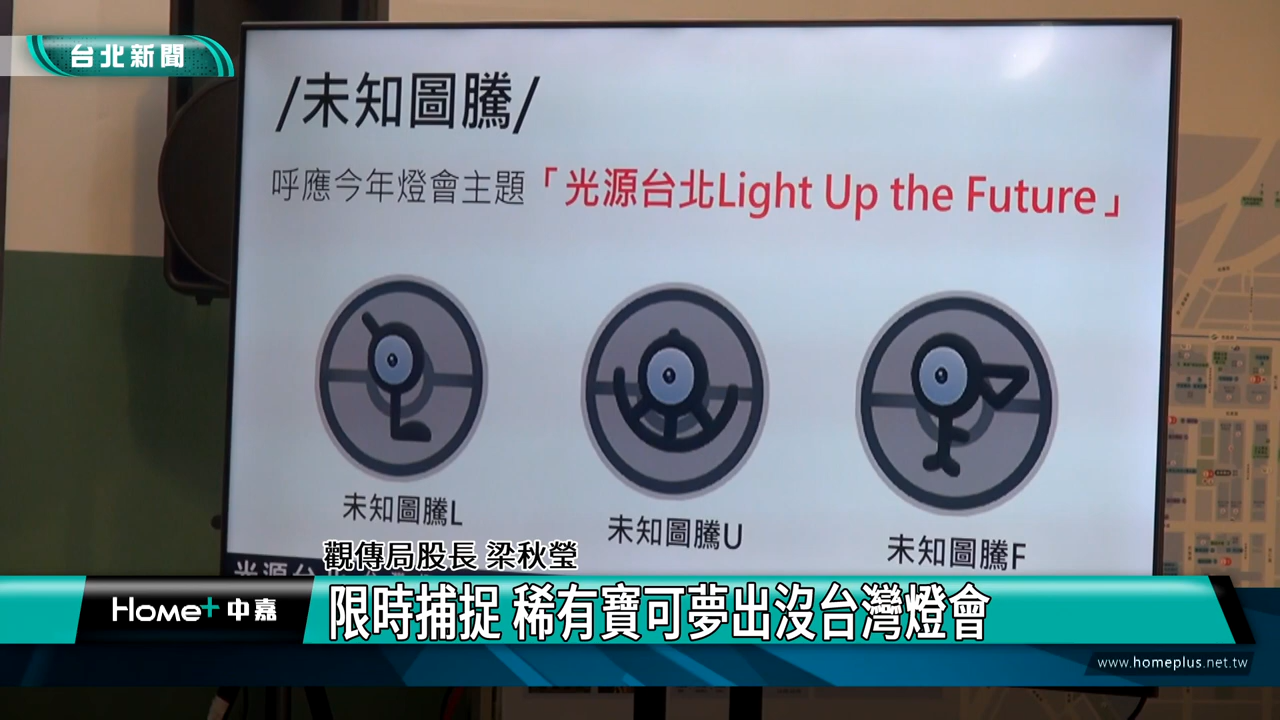 台北新聞
/未知圖騰/
呼應今年燈會主題「光源台北Light Up the Future」
未知圖騰L
未知圖騰U
未知圖騰F
觀傳局股長 梁秋瑩
Home+中嘉
限時捕捉 稀有寶可夢出沒台灣燈會
www.homeplus.net.tw